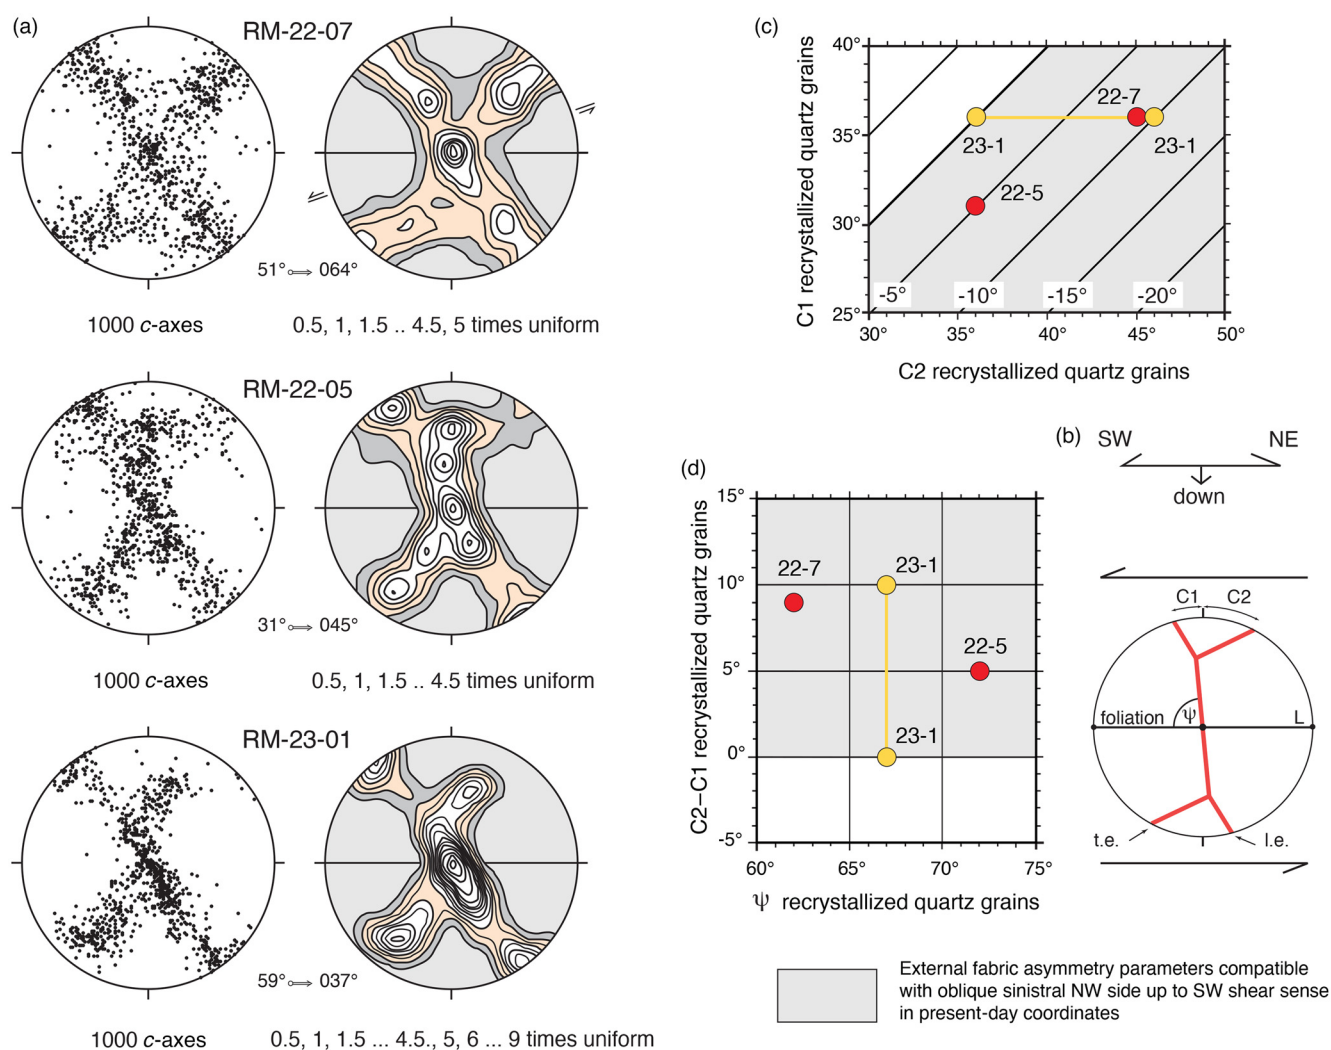 (a)
RM-22-07
51° 064°
1000 c-axes
0.5, 1, 1.5 .. 4.5, 5 times uniform
RM-22-05
31° 045°
1000 c-axes
0.5, 1, 1.5 .. 4.5 times uniform
RM-23-01
59° 037°
1000 c-axes
0.5, 1, 1.5 ... 4.5., 5, 6 ... 9 times uniform
(c)
C1 recrystallized quartz grains
40°
35°
30°
25°
22-7
23-1
23-1
22-5
-5°
-10°
-15°
-20°
30°
35°
40°
45°
50°
C2 recrystallized quartz grains
(b)
SW
NE
down
C1
C2
foliation
ψ
L
t.e.
l.e.
(d)
C2–C1 recrystallized quartz grains
15°
10°
5°
0°
-5°
22-7
23-1
22-5
23-1
60°
65°
70°
75°
ψ recrystallized quartz grains
External fabric asymmetry parameters compatible
with oblique sinistral NW side up to SW shear sense
in present-day coordinates